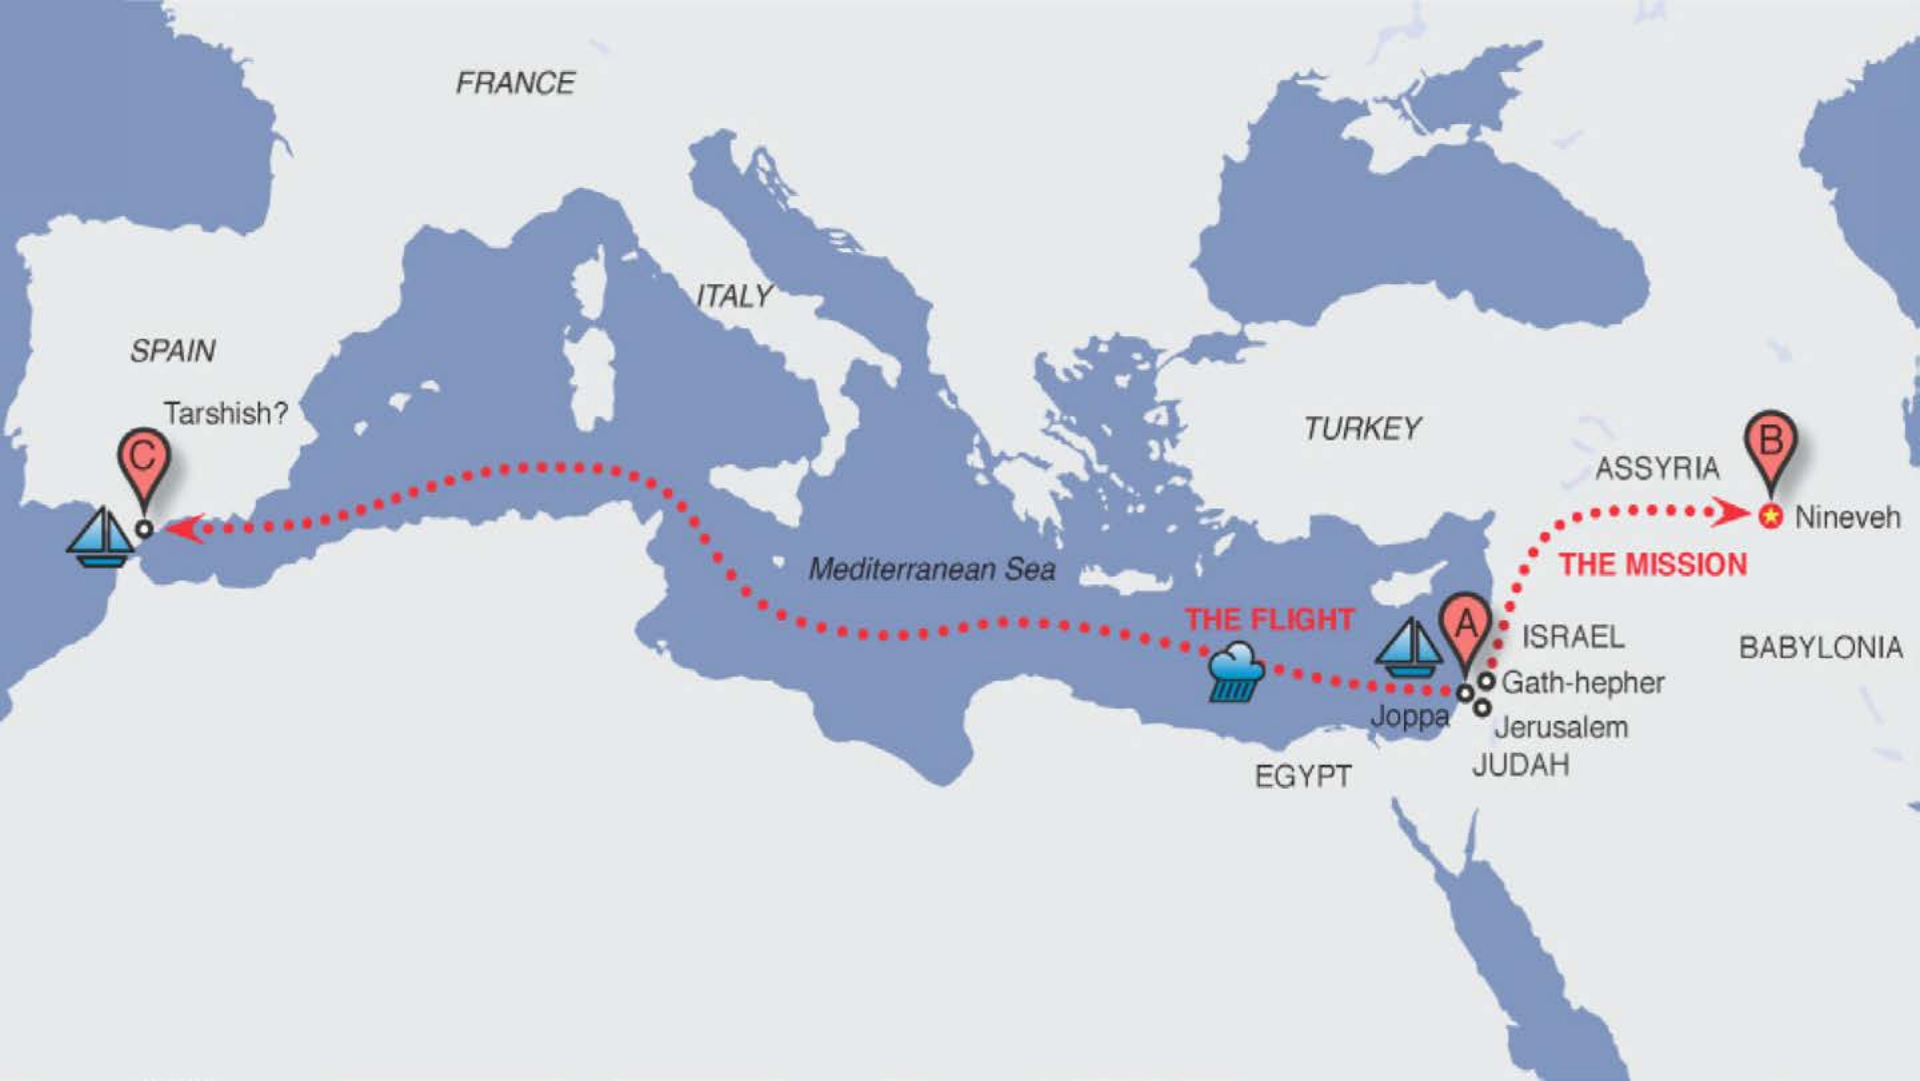 FRANCE
ITALY
SPAIN
Tarshish?
C
TURKEY
B
ASSYRIA
Nineveh
THE MISSION
Mediterranean Sea
THE FLIGHT
A
ISRAEL
BABYLONIA
Gath-hepher
Joppa
Jerusalem
JUDAH
EGYPT